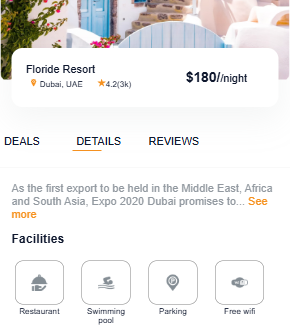 Floride Resort
$180//night
Dubai, UAE
4.2(3k)
DEALS DETAILS REVIEWS
As the first export to be held in the Middle East, Africa
and South Asia, Expo 2020 Dubai promises to... See
more
Facilities
Restaurant Swimming Parking Free wifi
pool